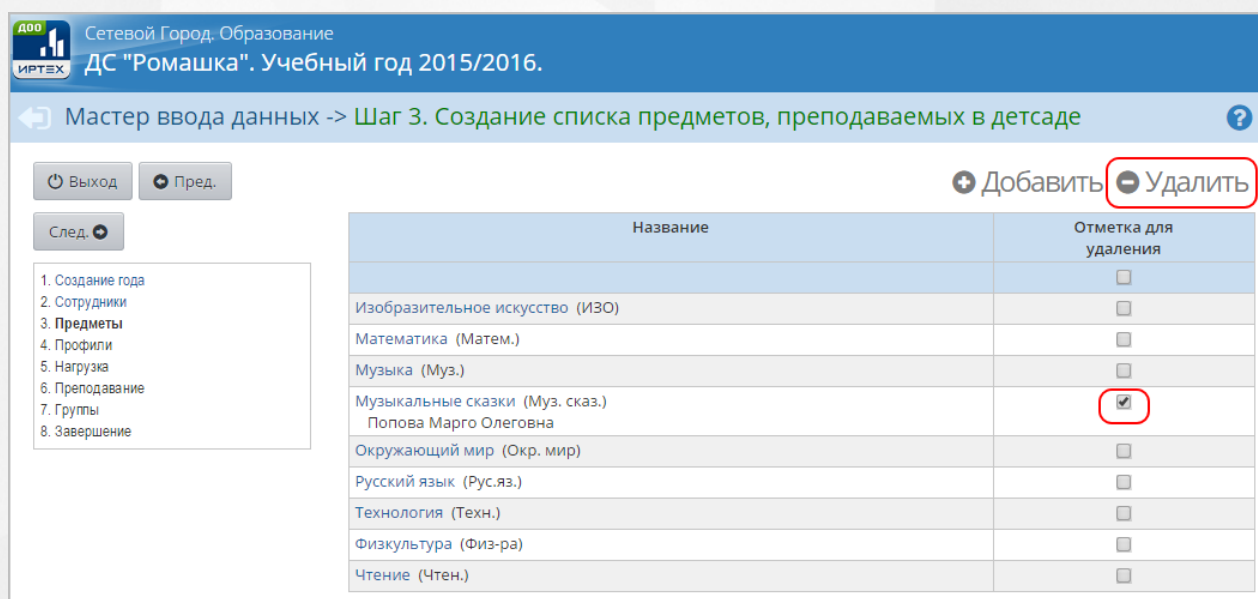 ДОО
ИРТЕХ
Сетевой Город. Образование
ДС "Ромашка". Учебный год 2015/2016.
Мастер ввода данных -> Шаг 3. Создание списка предметов, преподаваемых в детсаде
?
Выход
Пред.
Добавить
Удалить
След.
1. Создание года
2. Сотрудники
3. Предметы
4. Профили
5. Нагрузка
6. Преподавание
7. Группы
8. Завершение
Название
Отметка для
удаления
Изобразительное искусство (ИЗО)
Математика (Матем.)
Музыка (Муз.)
Музыкальные сказки (Муз. сказ.)
Попова Марго Олеговна
Окружающий мир (Окр. мир)
Русский язык (Рус.яз.)
Технология (Техн.)
Физкультура (Физ-ра)
Чтение (Чтен.)